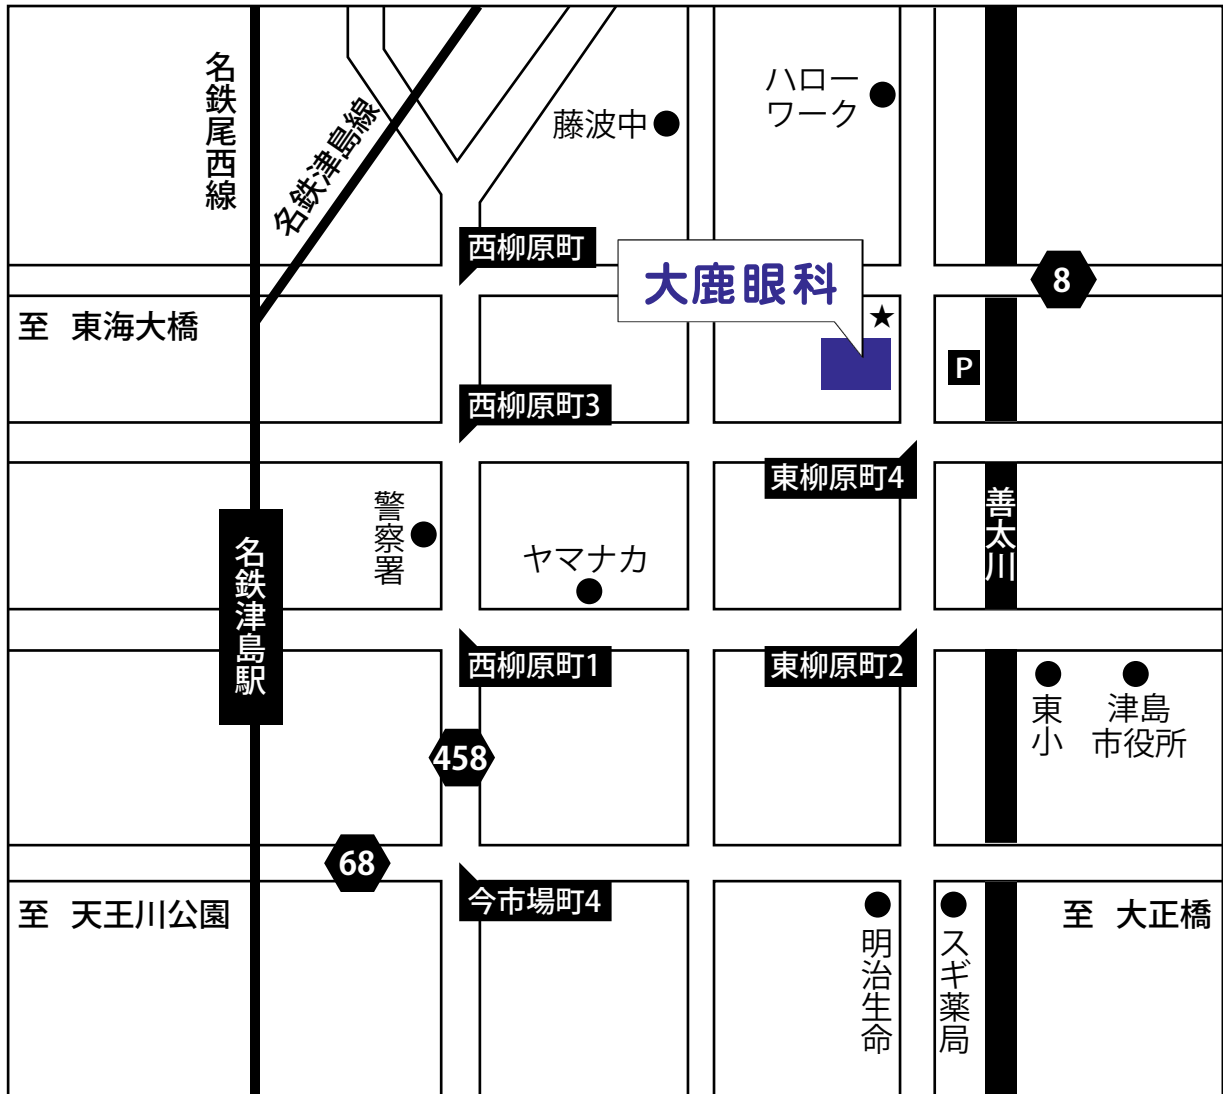 名鉄尾西線
名鉄津島線
藤波中
ハロー
ワーク
西柳原町
大鹿眼科
8
至 東海大橋
★
P
西柳原町3
東柳原町4
警察署
ヤマナカ
善太川
名鉄津島駅
西柳原町1
東柳原町2
東小
津島
市役所
458
68
今市場町4
至 天王川公園
明治生命
スギ薬局
至 大正橋